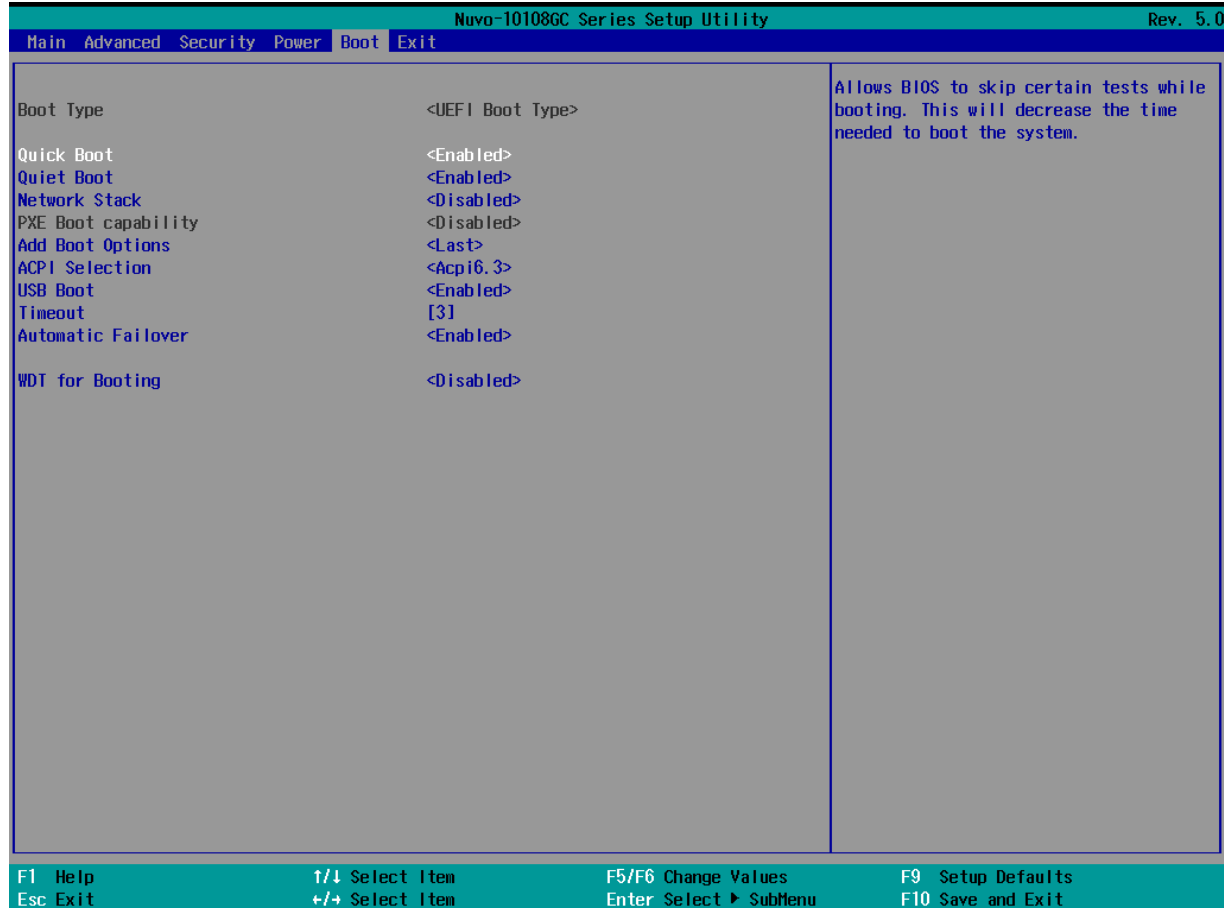 Nuvo-10108GC Series Setup Utility Rev. 5.0
Main Advanced Security Power Boot Exit
Boot Type <UEFI Boot Type>
Quick Boot <Enabled>
Quiet Boot <Enabled>
Network Stack <Disabled>
PXE Boot capability <Disabled>
Add Boot Options <Last>
ACPI Selection <Acpi6.3>
USB Boot <Enabled>
Timeout [3]
Automatic Failover <Enabled>
WDT for Booting <Disabled>
Allows BIOS to skip certain tests while
booting. This will decrease the time
needed to boot the system.
F1 Help ↑/↓ Select Item F5/F6 Change Values F9 Setup Defaults
Esc Exit ←/→ Select Item Enter Select ► SubMenu F10 Save and Exit